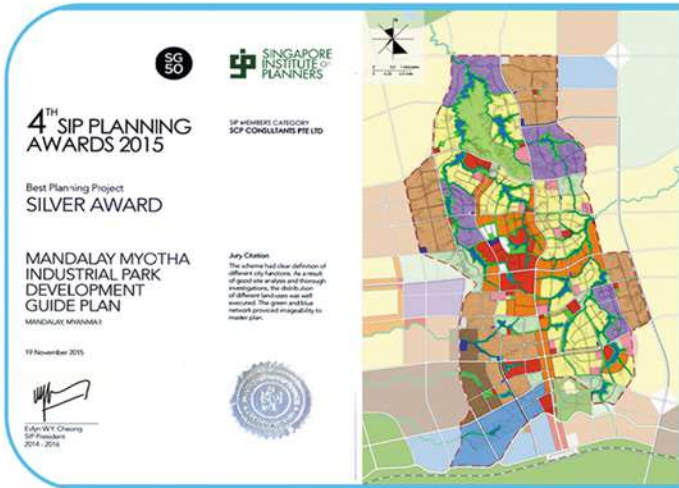 SG
50
sip
SINGAPORE
INSTITUTE OF
PLANNERS
4TH SIP PLANNING
AWARDS 2015
SIP MEMBERS CATEGORY
SCP CONSULTANTS PTE LTD
Best Planning Project
SILVER AWARD
MANDALAY MYOTHA
INDUSTRIAL PARK
DEVELOPMENT
GUIDE PLAN
MANDALAY, MYANMAR
Jury Citation
The scheme had clear definition of
different city functions. As a result
of good site analysis and thorough
investigations, the distribution
of different land uses was well
executed. The green and blue
network provided imageability to
master plan.
19 November 2015
SIP President
2014 - 2016
N